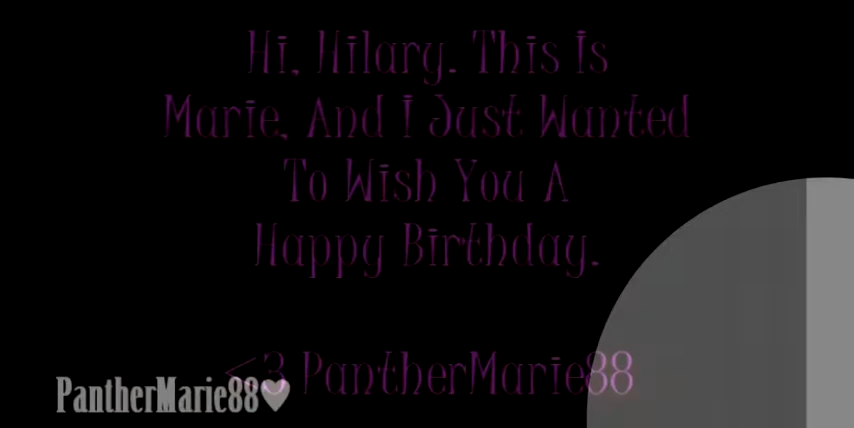 Hi, Hilary. This Is
Marie, And I Just Wanted
To Wish You A
Happy Birthday.
<3 PantherMarie88
PantherMarie88♥